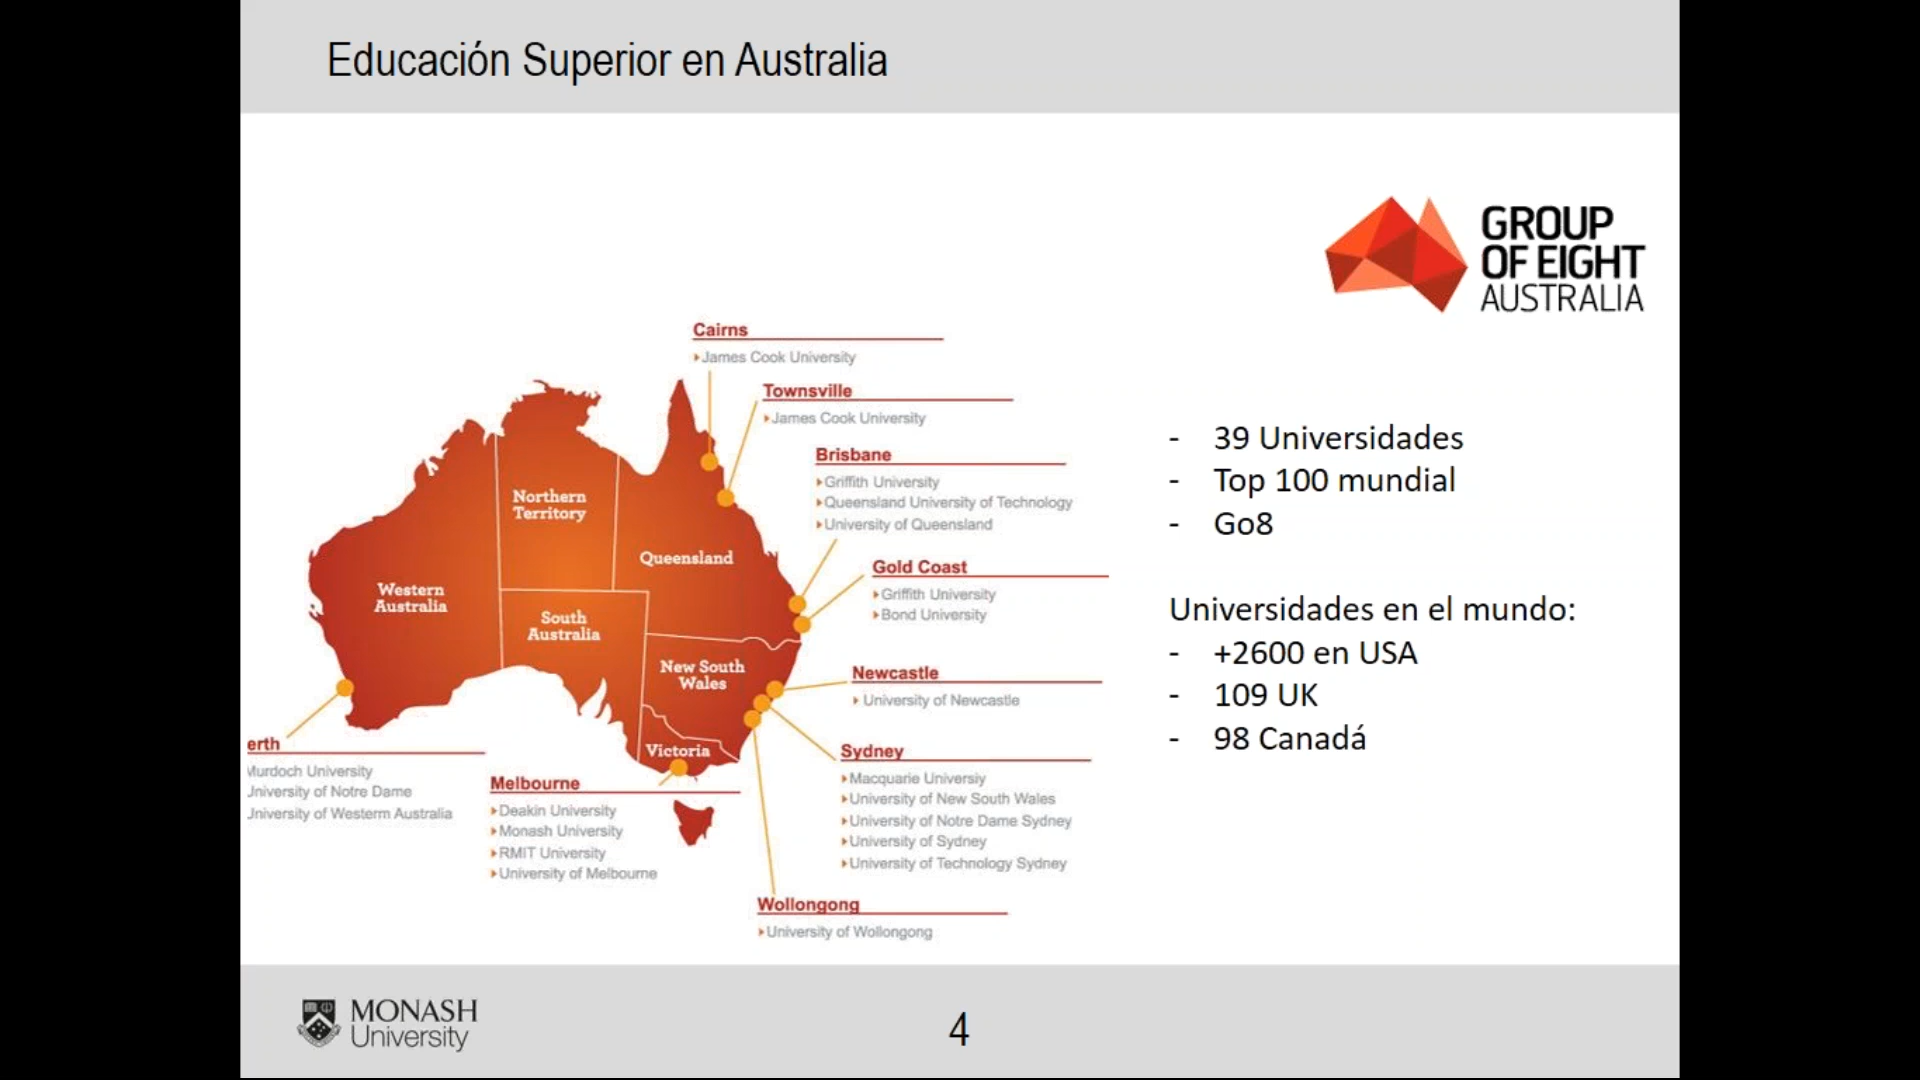 Educación Superior en Australia
GROUP
OF EIGHT
AUSTRALIA
Cairns
James Cook University
Townsville
James Cook University
Brisbane
Griffith University
Queensland University of Technology
University of Queensland
Gold Coast
Griffith University
Bond University
Newcastle
University of Newcastle
Sydney
Macquarie Universiy
University of New South Wales
University of Notre Dame Sydney
University of Sydney
University of Technology Sydney
Wollongong
University of Wollongong
Melbourne
Deakin University
Monash University
RMIT University
University of Melbourne
erth
Murdoch University
University of Notre Dame
University of Westerm Australia
Northern
Territory
Queensland
Western
Australia
South
Australia
New South
Wales
Victoria
- 39 Universidades
- Top 100 mundial
- Go8
Universidades en el mundo:
- +2600 en USA
- 109 UK
- 98 Canadá
MONASH
University
4